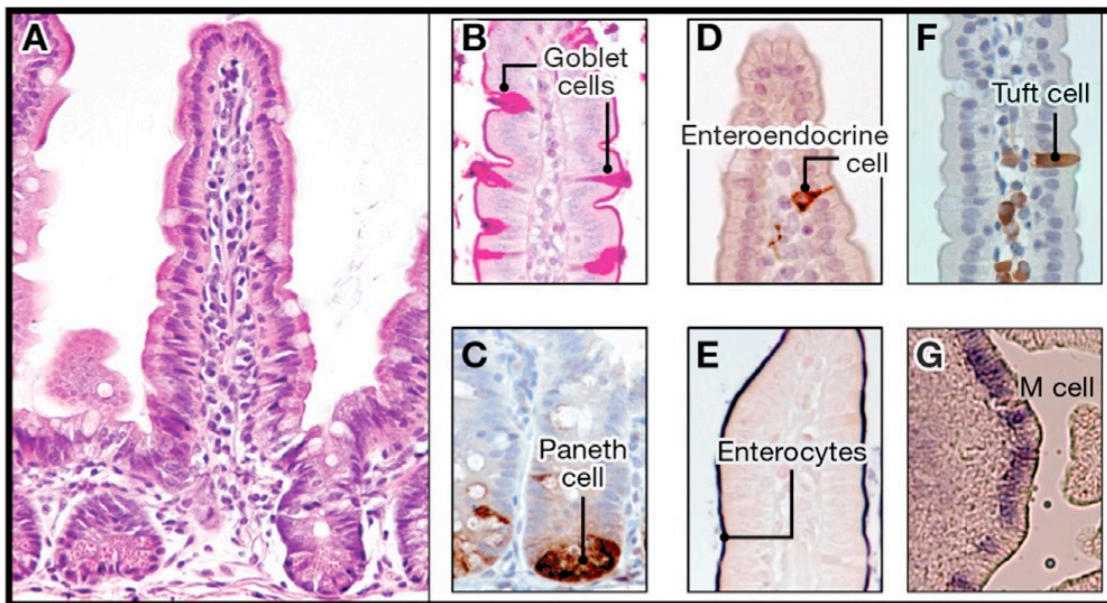 A
B
Goblet
cells
C
Paneth
cell
D
Enteroendocrine
cell
E
Enterocytes
F
Tuft cell
G
M cell